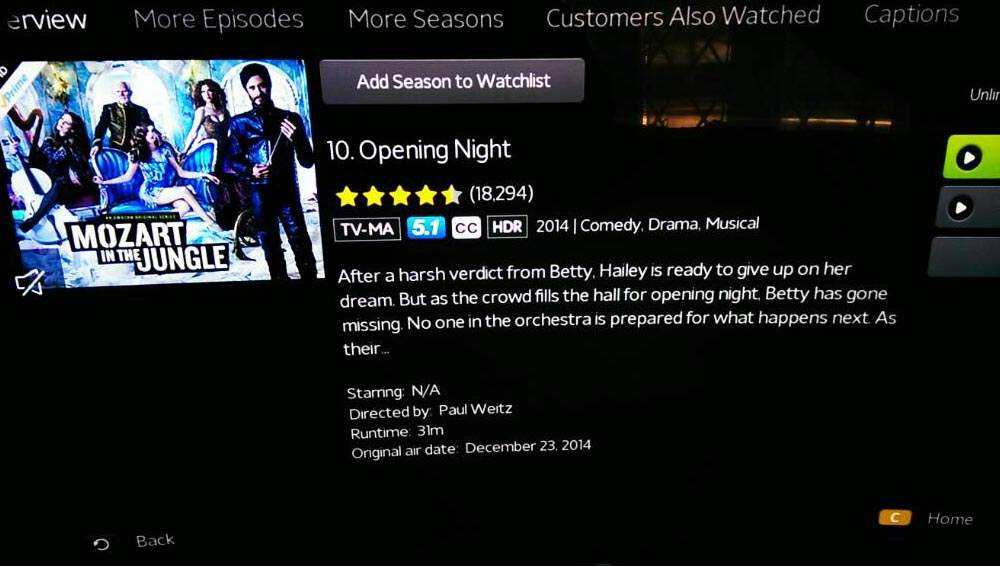 erview More Episodes More Seasons Customers Also Watched Captions
Prime
AN AMAZON ORIGINAL SERIES
MOZART
IN THE JUNGLE
Add Season to Watchlist
10. Opening Night
(18,294)
TV-MA 5.1 CC HDR 2014 | Comedy, Drama, Musical
After a harsh verdict from Betty, Hailey is ready to give up on her
dream. But as the crowd fills the hall for opening night, Betty has gone
missing. No one in the orchestra is prepared for what happens next. As
their...
Starring: N/A
Directed by: Paul Weitz
Runtime: 31m
Original air date: December 23, 2014
Unlim
C Home
Back